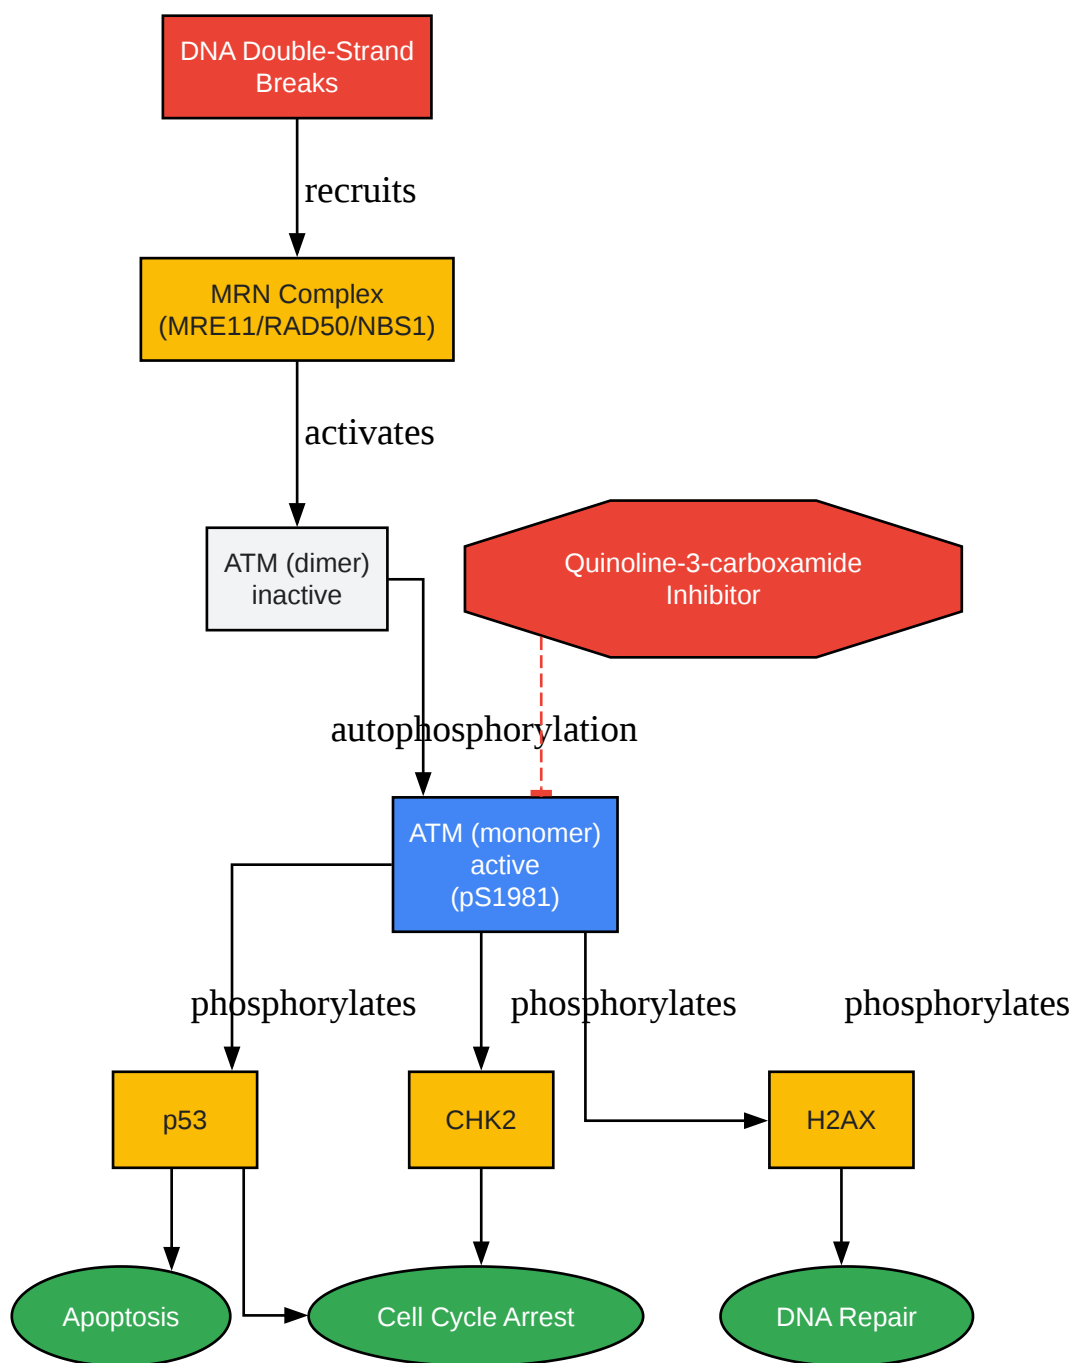 DNA Double-Strand
Breaks
recruits
MRN Complex
(MRE11/RAD50/NBS1)
activates
ATM (dimer)
inactive
Quinoline-3-carboxamide
Inhibitor
autophosphorylation
ATM (monomer)
active
(pS1981)
phosphorylates
phosphorylates
phosphorylates
p53
CHK2
H2AX
Apoptosis
Cell Cycle Arrest
DNA Repair